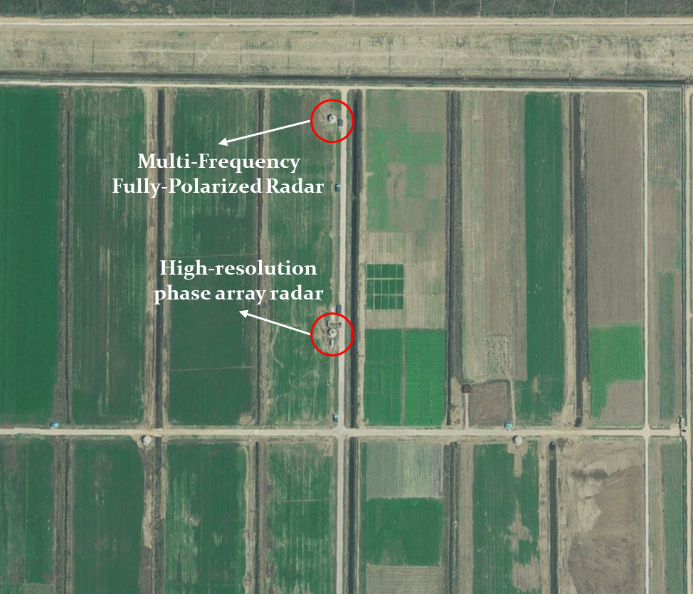 Multi-Frequency
Fully-Polarized Radar
High-resolution
phase array radar